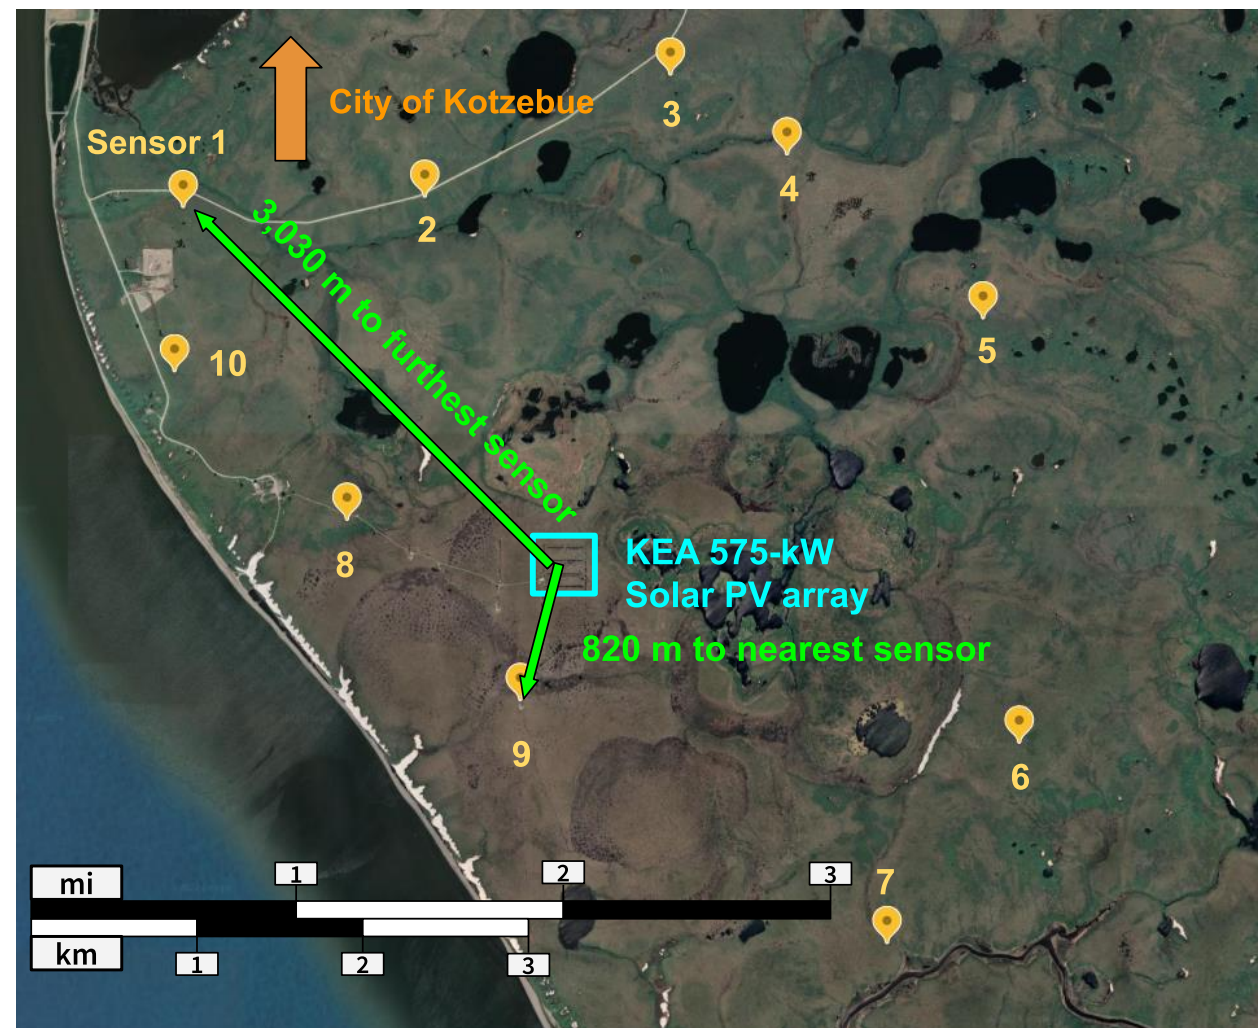 3
City of Kotzebue
Sensor 1
4
2
3,030 m to furthest sensor
5
10
8
KEA 575-kW
Solar PV array
820 m to nearest sensor
9
6
7
mi
1
2
3
km
1
2
3